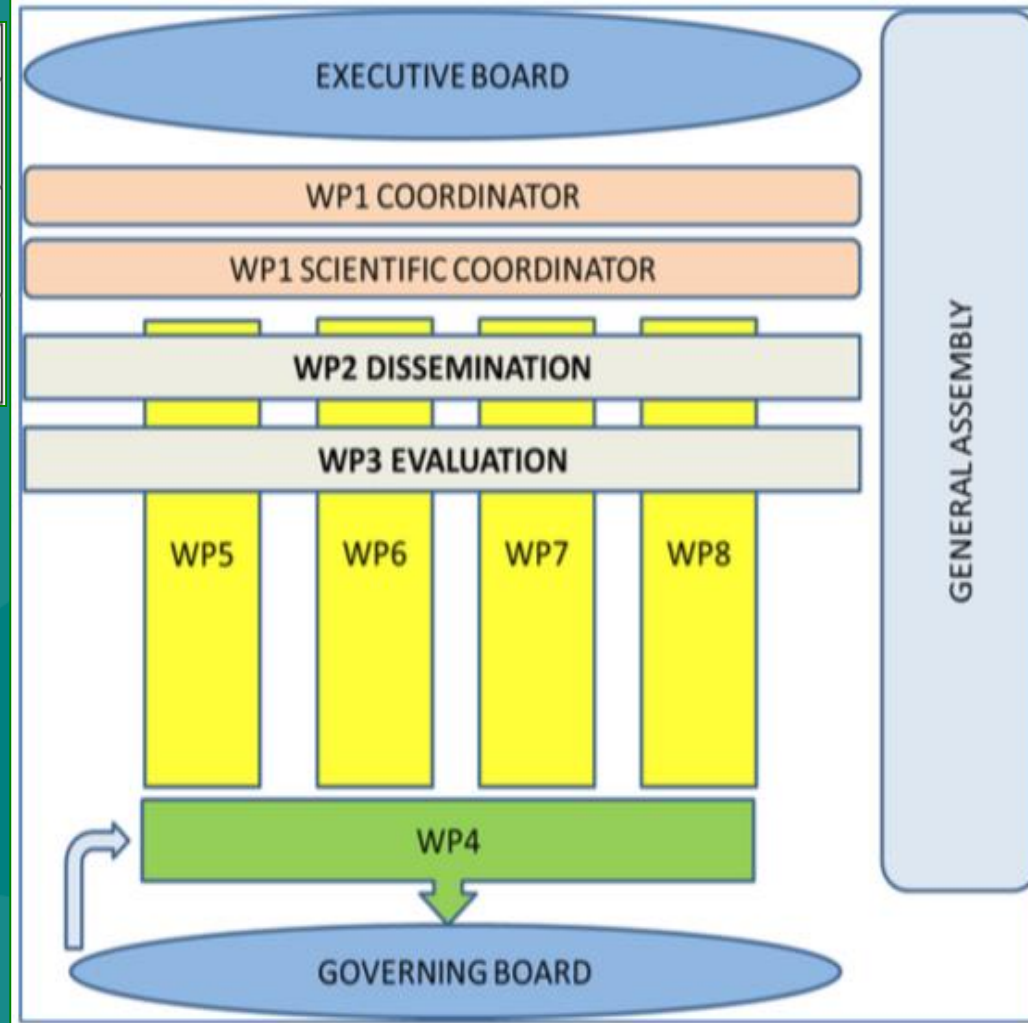 EXECUTIVE BOARD
WP1 COORDINATOR
WP1 SCIENTIFIC COORDINATOR
WP2 DISSEMINATION
WP3 EVALUATION
WP5
WP6
WP7
WP8
WP4
GOVERNING BOARD
GENERAL ASSEMBLY